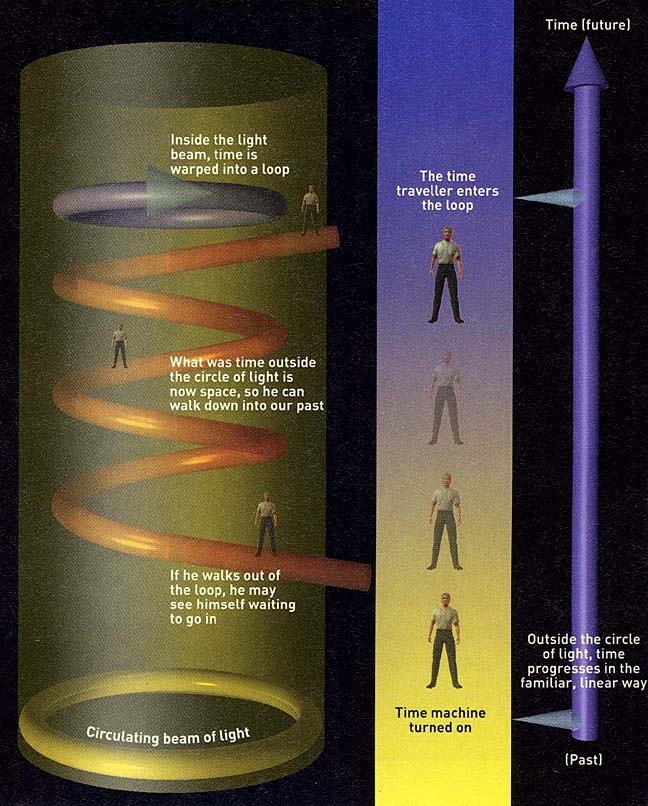 Time (future)
Inside the light
beam, time is
warped into a loop
The time
traveller enters
the loop
What was time outside
the circle of light is
now space, so he can
walk down into our past
If he walks out of
the loop, he may
see himself waiting
to go in
Outside the circle
of light, time
progresses in the
familiar, linear way
Time machine
turned on
Circulating beam of light
(Past)